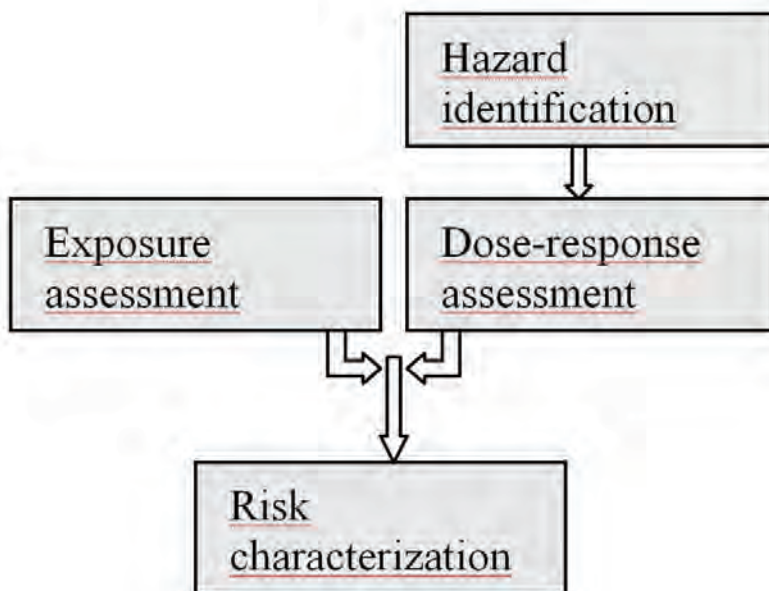 Hazard
identification
Exposure
assessment
Dose-response
assessment
Risk
characterization